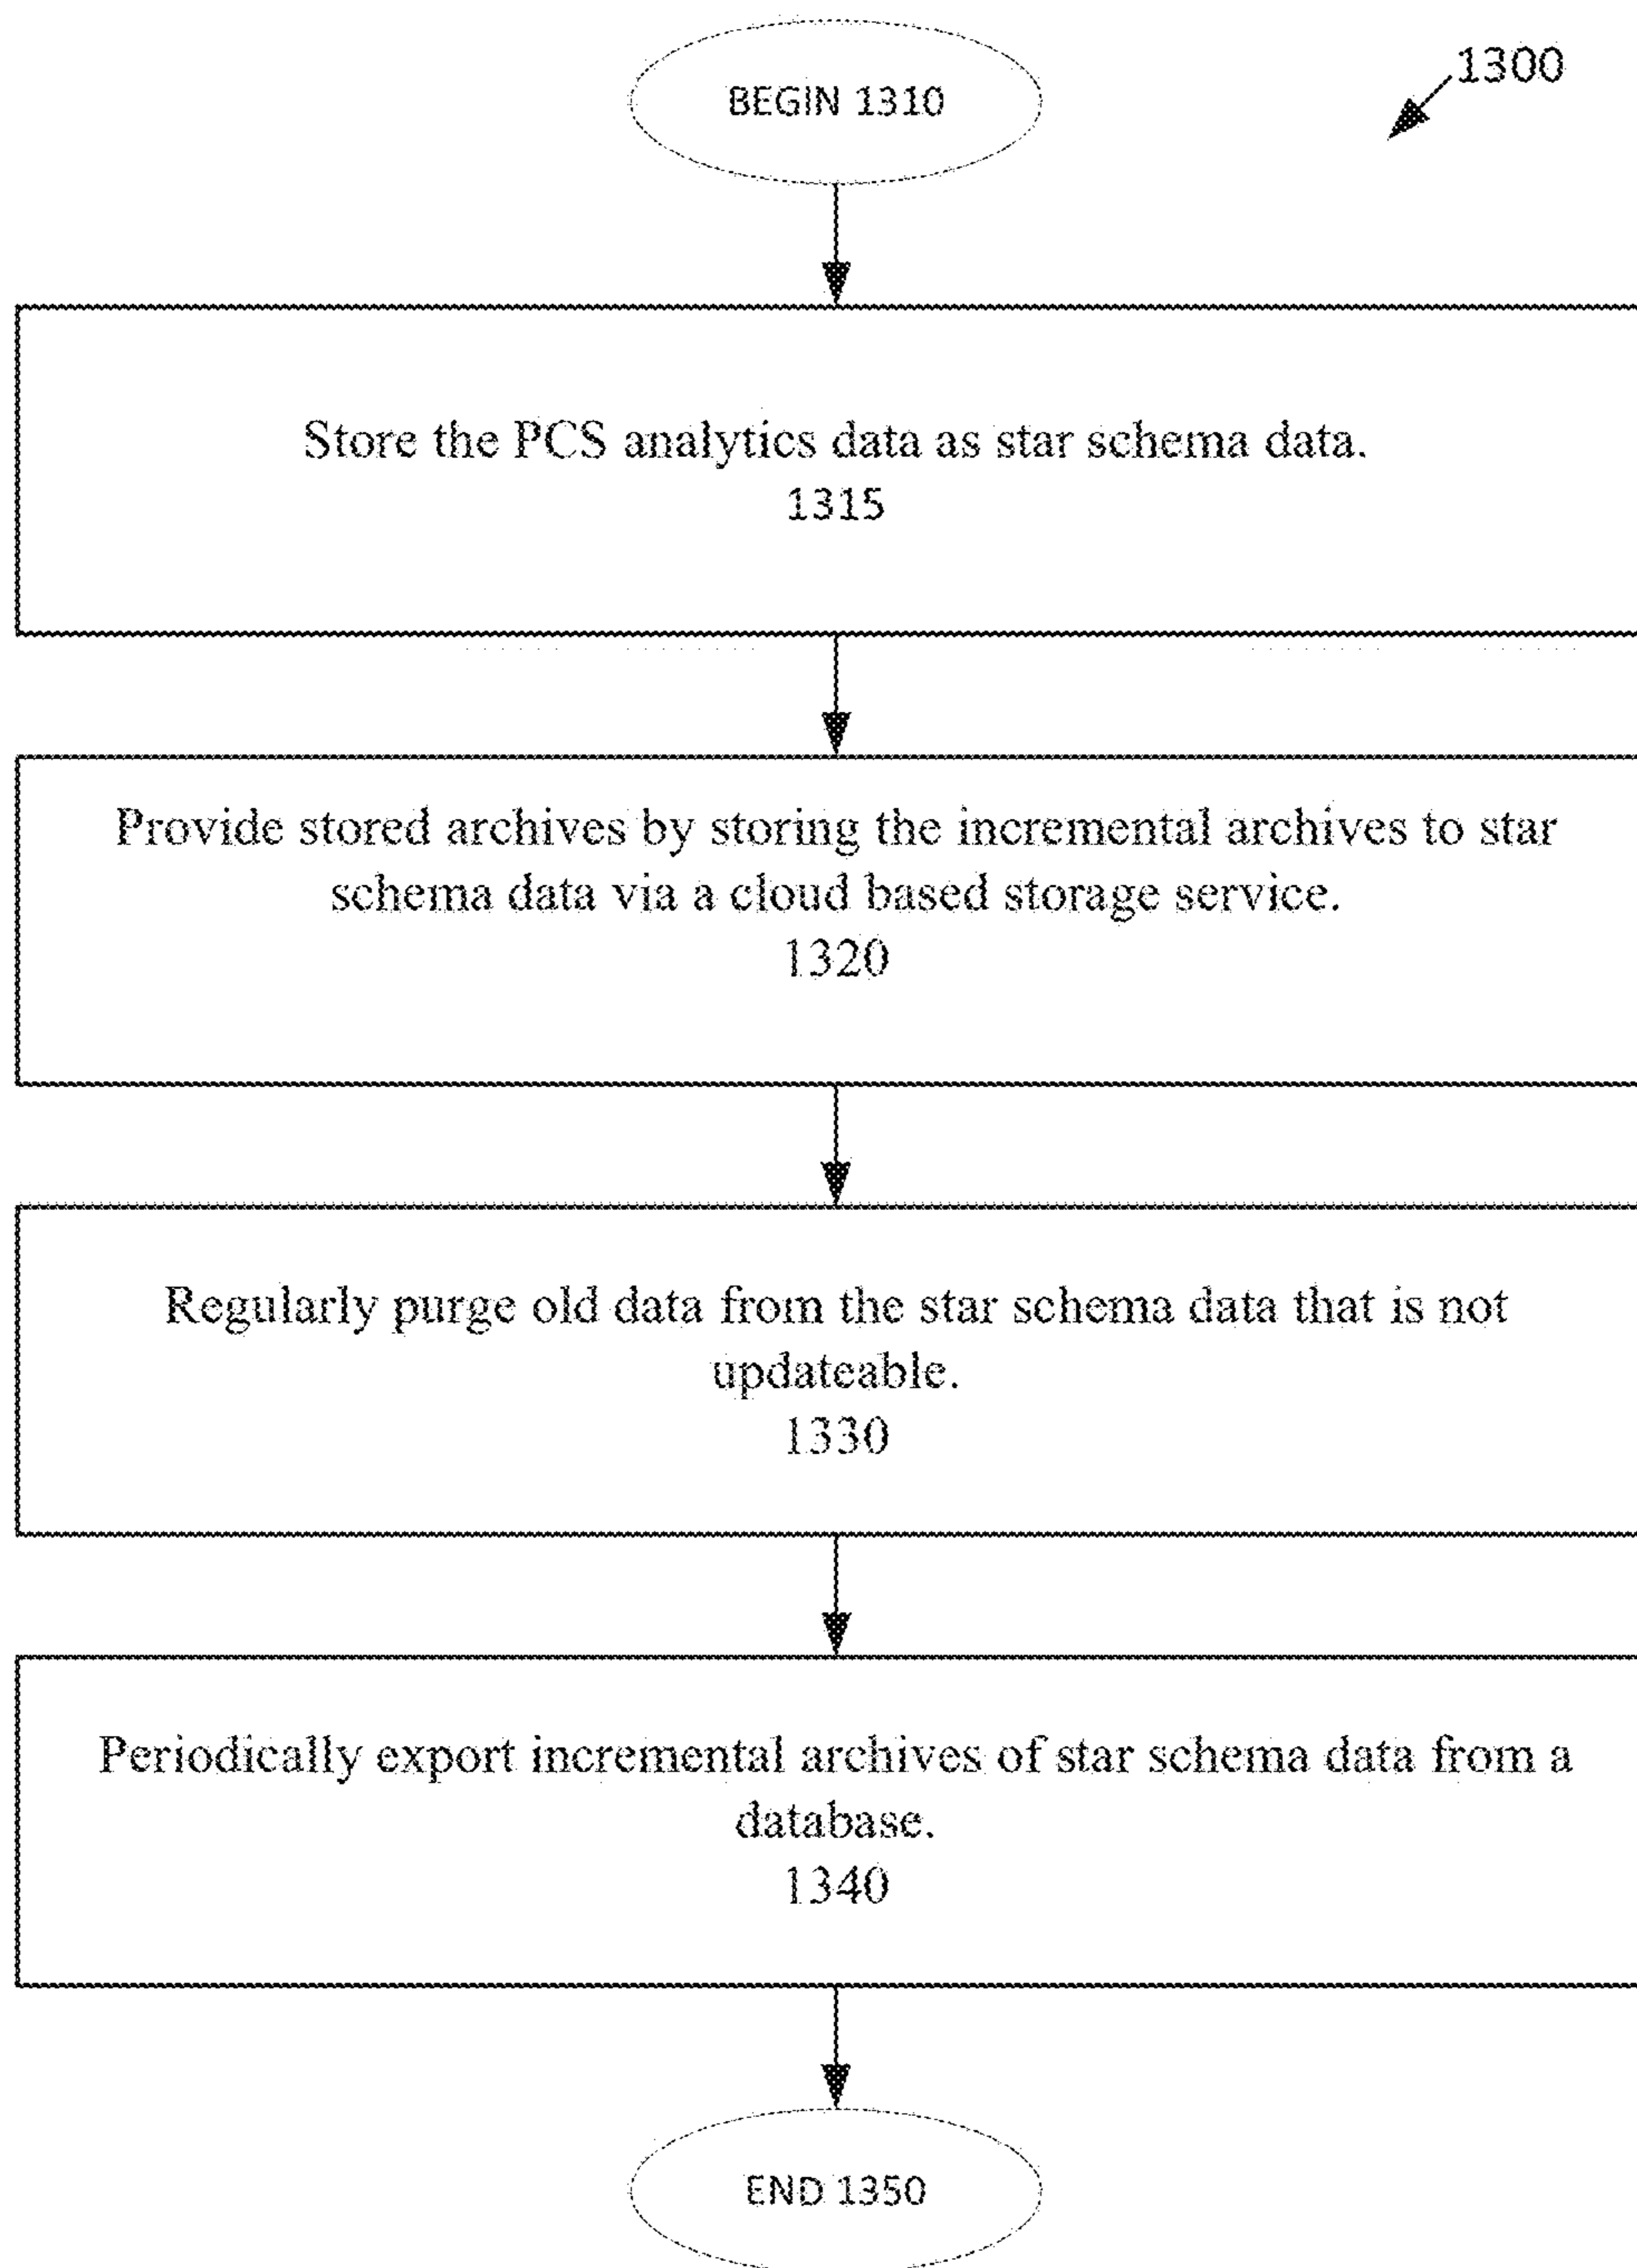 BEGIN 1310
1300
Store the PCS analytics data as star schema data.
1315
Provide stored archives by storing the incremental archives to star
schema data via a cloud based storage service.
1320
Regularly purge old data from the star schema data that is not
updateable.
1330
Periodically export incremental archives of star schema data from a
database.
1340
END 1350